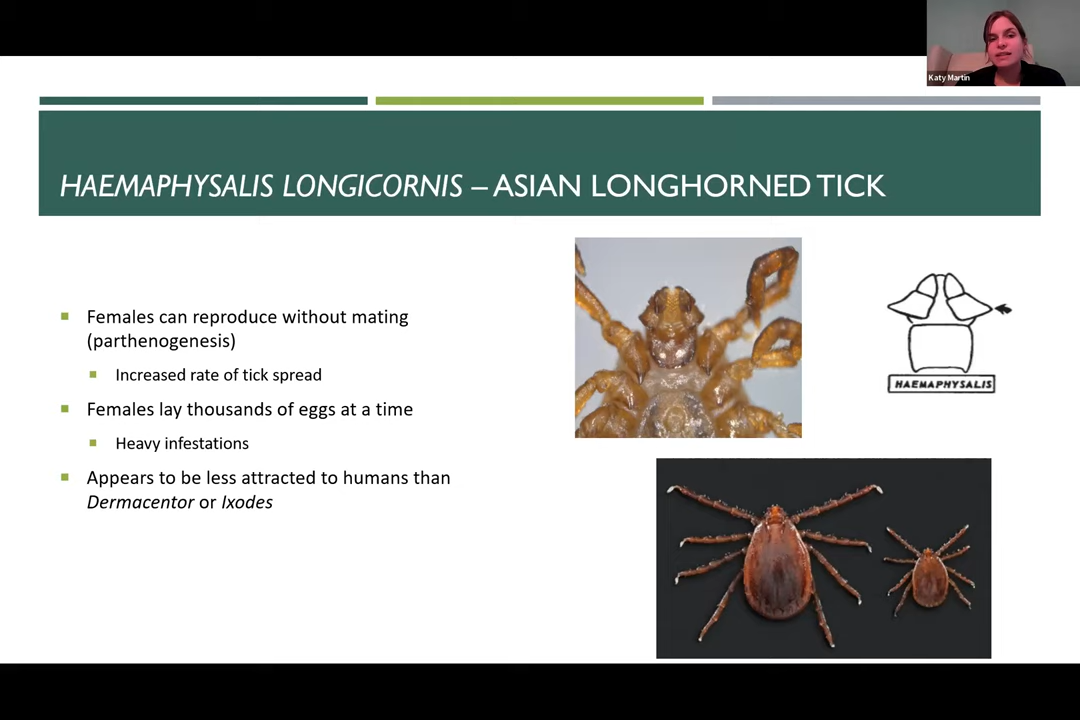 Katy Martin
HAEMAPHYSALIS LONGICORNIS – ASIAN LONGHORNED TICK
Females can reproduce without mating
(parthenogenesis)
Increased rate of tick spread
Females lay thousands of eggs at a time
Heavy infestations
Appears to be less attracted to humans than
Dermacentor or Ixodes
HAEMAPHYSALIS